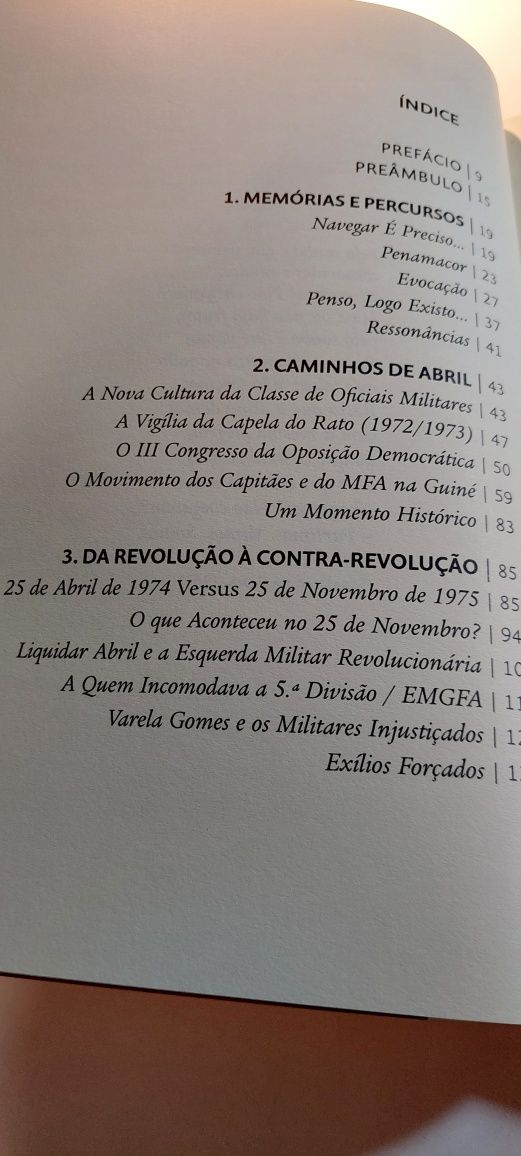 ÍNDICE
PREFÁCIO | 9
PREÂMBULO | 15
1. MEMÓRIAS E PERCURSOS | 19
Navegar É Preciso... | 19
Penamacor | 23
Evocação | 27
Penso, Logo Existo... | 37
Ressonâncias | 41
2. CAMINHOS DE ABRIL | 43
A Nova Cultura da Classe de Oficiais Militares | 43
A Vigília da Capela do Rato (1972/1973) | 47
O III Congresso da Oposição Democrática | 50
O Movimento dos Capitães e do MFA na Guiné | 59
Um Momento Histórico | 83
3. DA REVOLUÇÃO À CONTRA-REVOLUÇÃO | 85
25 de Abril de 1974 Versus 25 de Novembro de 1975 | 85
O que Aconteceu no 25 de Novembro? | 94
Liquidar Abril e a Esquerda Militar Revolucionária |
A Quem Incomodava a 5.ª Divisão / EMGFA |
Varela Gomes e os Militares Injustiçados |
Exílios Forçados |